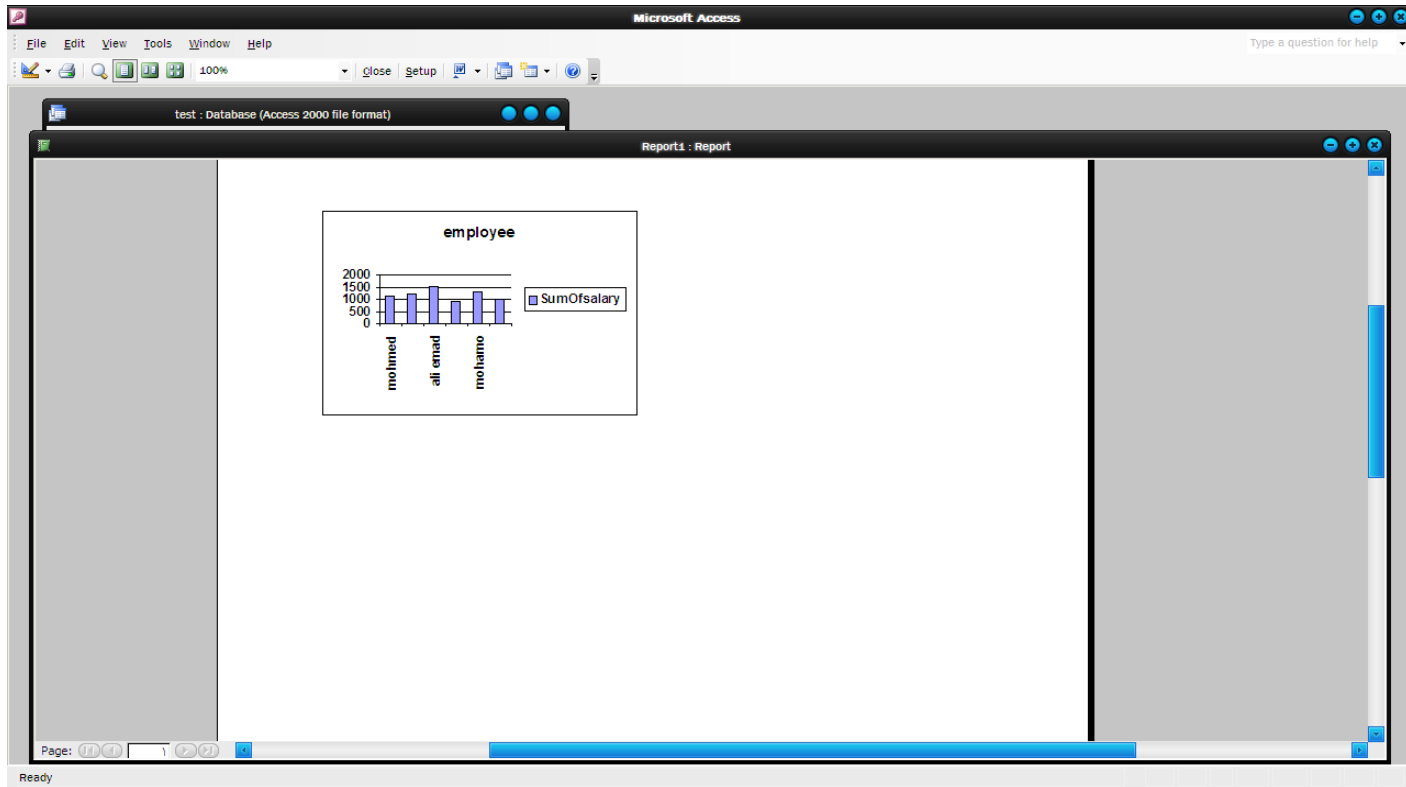 Microsoft Access
File Edit View Tools Window Help
Type a question for help
100% Close Setup
test : Database (Access 2000 file format)
Report1 : Report
employee
2000
1500
1000
500
0
SumOfsalary
mohmed
ali emad
mohamo
Page: ١
Ready